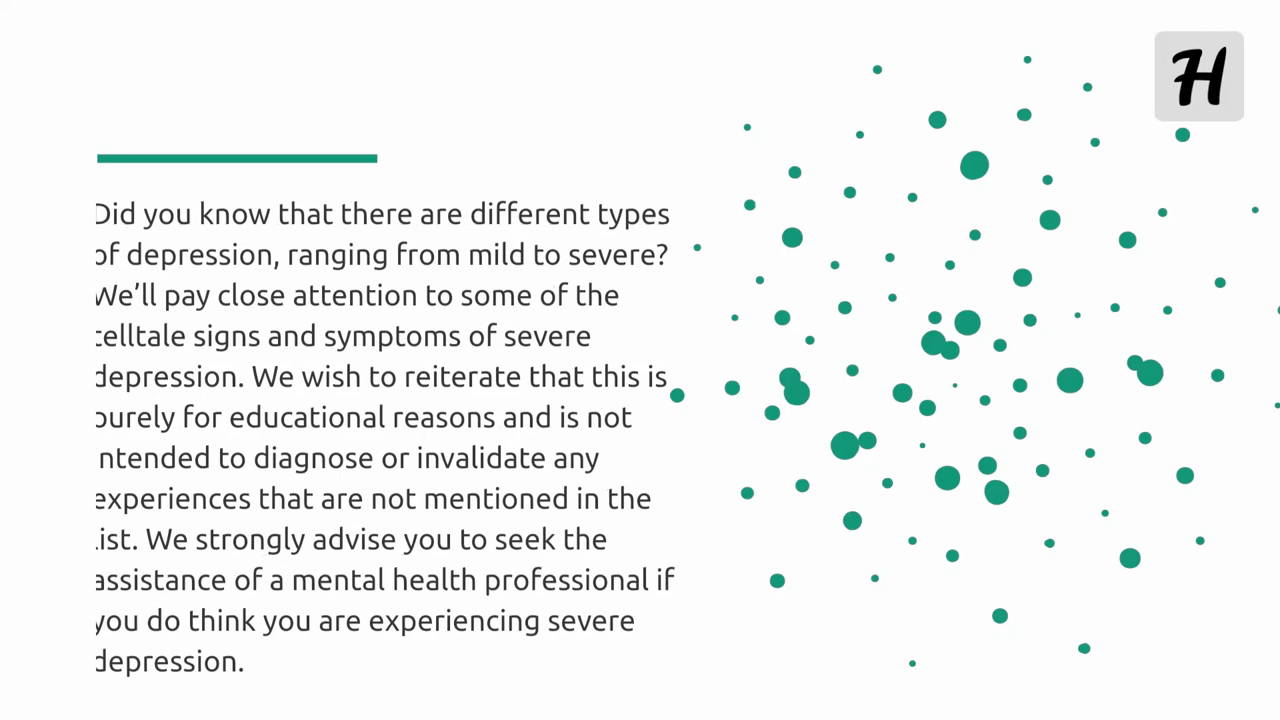 H
Did you know that there are different types
of depression, ranging from mild to severe?
We’ll pay close attention to some of the
telltale signs and symptoms of severe
depression. We wish to reiterate that this is
purely for educational reasons and is not
intended to diagnose or invalidate any
experiences that are not mentioned in the
list. We strongly advise you to seek the
assistance of a mental health professional if
you do think you are experiencing severe
depression.